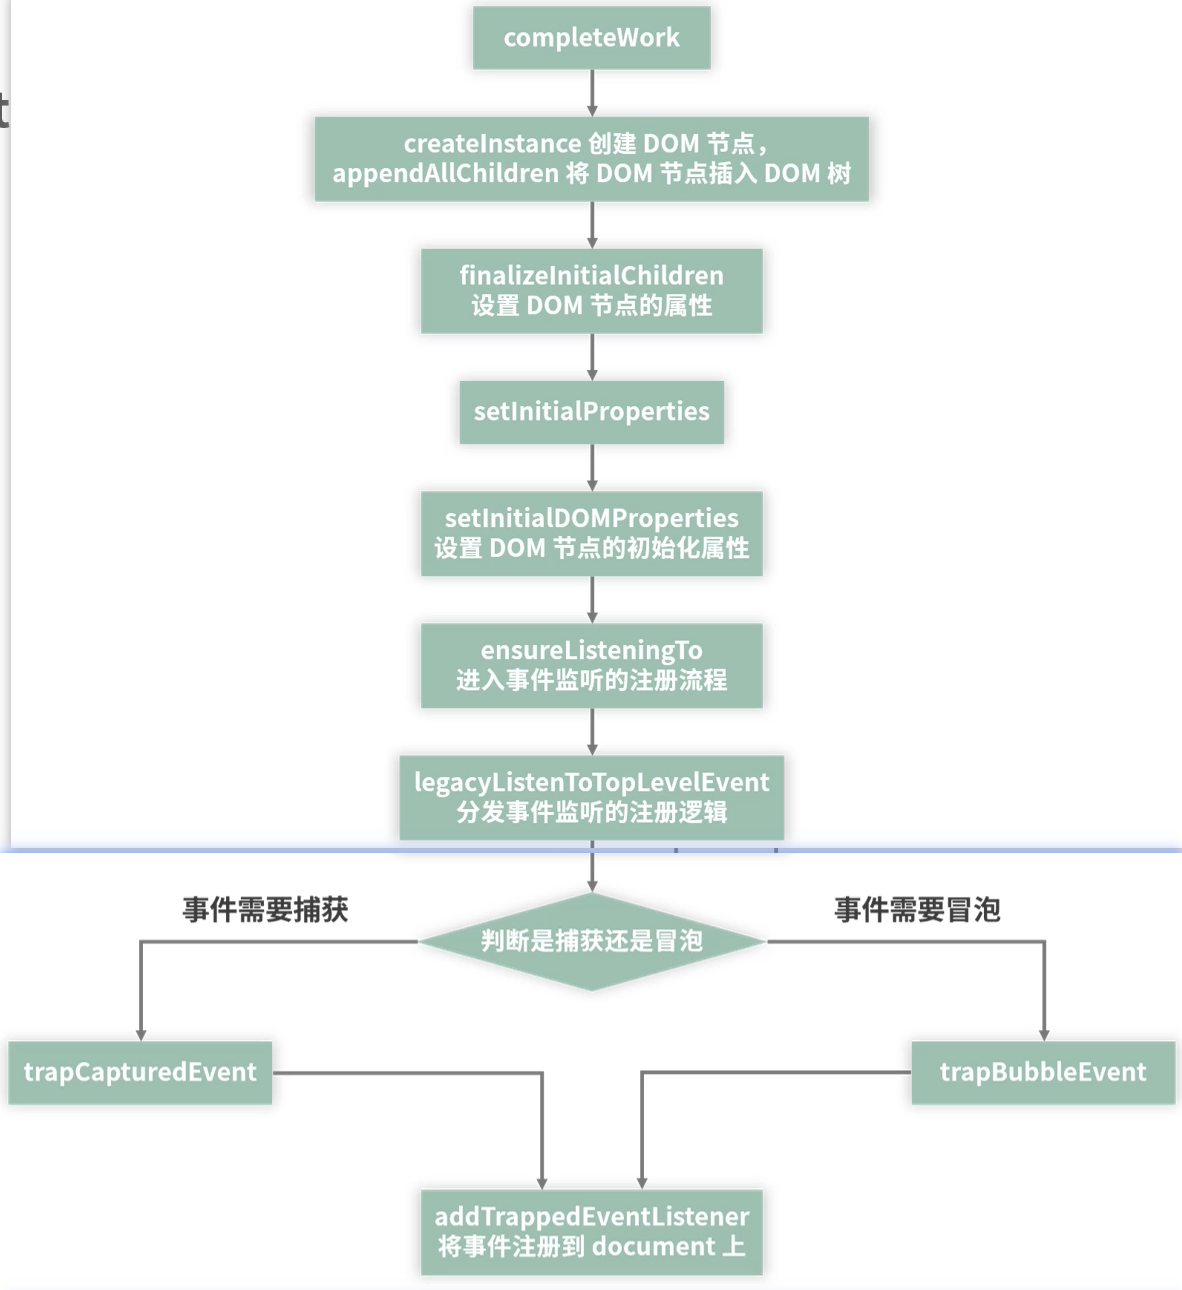 completeWork
t
createInstance 创建 DOM 节点，
appendAllChildren 将 DOM 节点插入 DOM 树
finalizeInitialChildren
设置 DOM 节点的属性
setInitialProperties
setInitialDOMProperties
设置 DOM 节点的初始化属性
ensureListeningTo
进入事件监听的注册流程
legacyListenToTopLevelEvent
分发事件监听的注册逻辑
事件需要捕获
事件需要冒泡
判断是捕获还是冒泡
trapCapturedEvent
trapBubbleEvent
addTrappedEventListener
将事件注册到 document 上